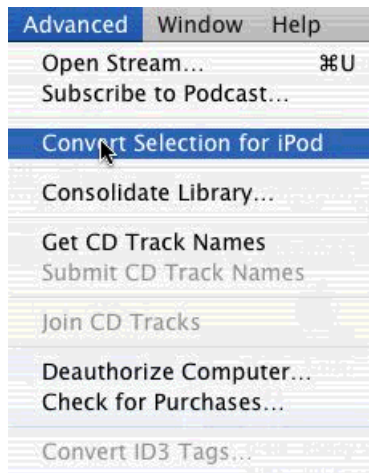 Advanced Window Help
Open Stream... ⌘U
Subscribe to Podcast...
Convert Selection for iPod
Consolidate Library...
Get CD Track Names
Submit CD Track Names
Join CD Tracks
Deauthorize Computer...
Check for Purchases...
Convert ID3 Tags...